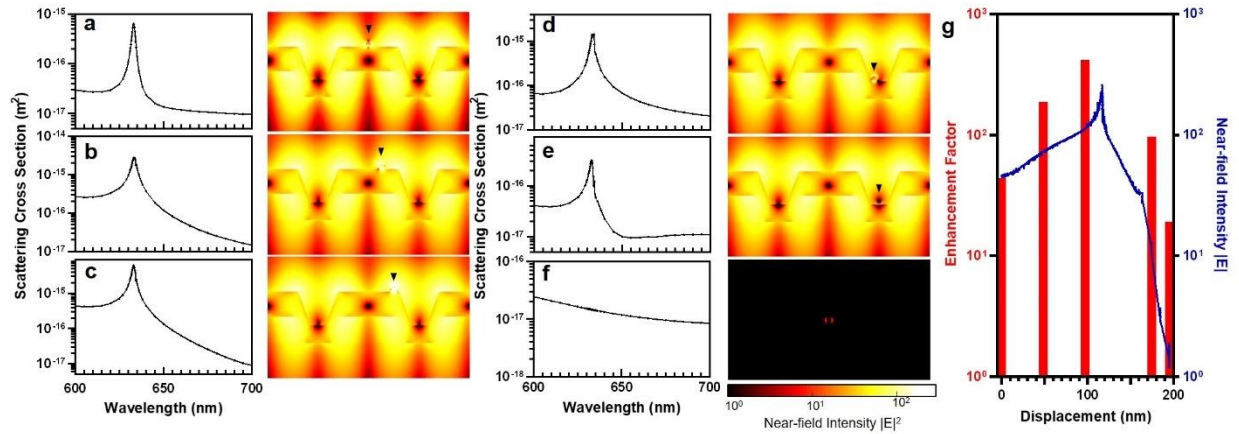 a
10⁻¹⁵
10⁻¹⁶
10⁻¹⁷
b
10⁻¹⁴
10⁻¹⁵
10⁻¹⁶
10⁻¹⁷
c
10⁻¹⁵
10⁻¹⁶
10⁻¹⁷
Scattering Cross Section (m²)
600 650 700
Wavelength (nm)
d
10⁻¹⁵
10⁻¹⁶
10⁻¹⁷
e
10⁻¹⁵
10⁻¹⁶
10⁻¹⁷
f
10⁻¹⁶
10⁻¹⁷
10⁻¹⁸
Scattering Cross Section (m²)
600 650 700
Wavelength (nm)
10⁰ 10¹ 10²
Near-field Intensity |E|²
g
10³
10²
10¹
10⁰
Enhancement Factor
10³
10²
10¹
10⁰
Near-field Intensity |E|
0 100 200
Displacement (nm)